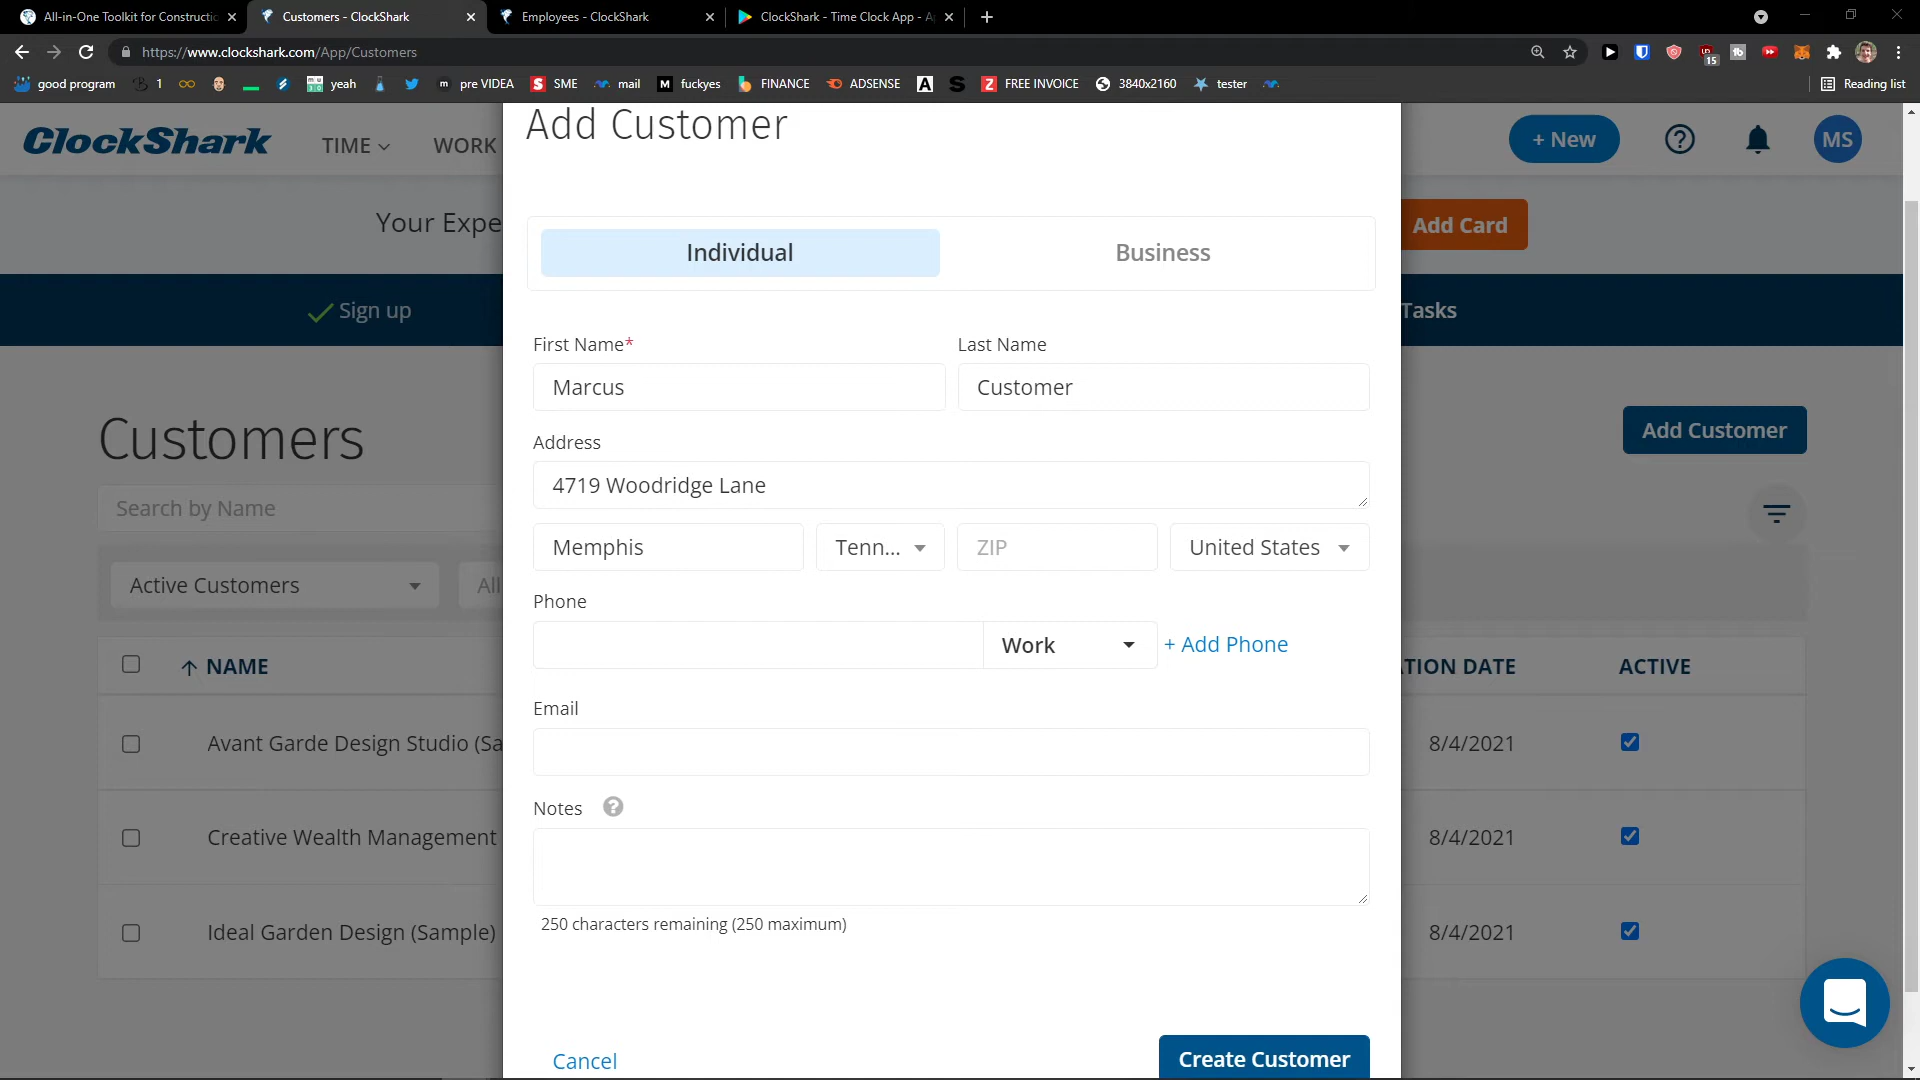 All-in-One Toolkit for Constructic
Customers - ClockShark
Employees - ClockShark
ClockShark - Time Clock App - A
https://www.clockshark.com/App/Customers
15
good program
1
yeah
pre VIDEA
SME
mail
fuckyes
FINANCE
ADSENSE
FREE INVOICE
3840x2160
tester
Reading list
ClockShark
TIME
WORK
+ New
MS
Add Customer
Your Expe
Add Card
Individual
Business
Sign up
Tasks
First Name*
Last Name
Marcus
Customer
Customers
Add Customer
Address
4719 Woodridge Lane
Search by Name
Memphis
Tenn...
ZIP
United States
Active Customers
All
Phone
Work
+ Add Phone
NAME
TION DATE
ACTIVE
Email
Avant Garde Design Studio (Sa
8/4/2021
Notes
Creative Wealth Management
8/4/2021
250 characters remaining (250 maximum)
Ideal Garden Design (Sample)
8/4/2021
Cancel
Create Customer